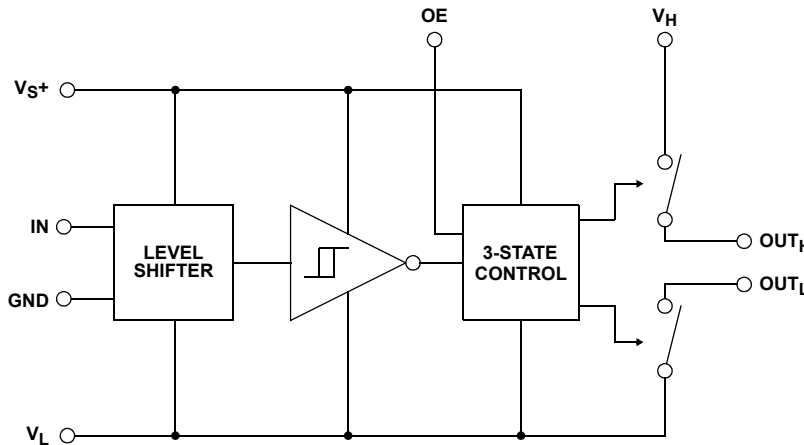 OE
VH
VS+
IN
LEVEL
SHIFTER
3-STATE
CONTROL
OUTH
OUTL
GND
VL